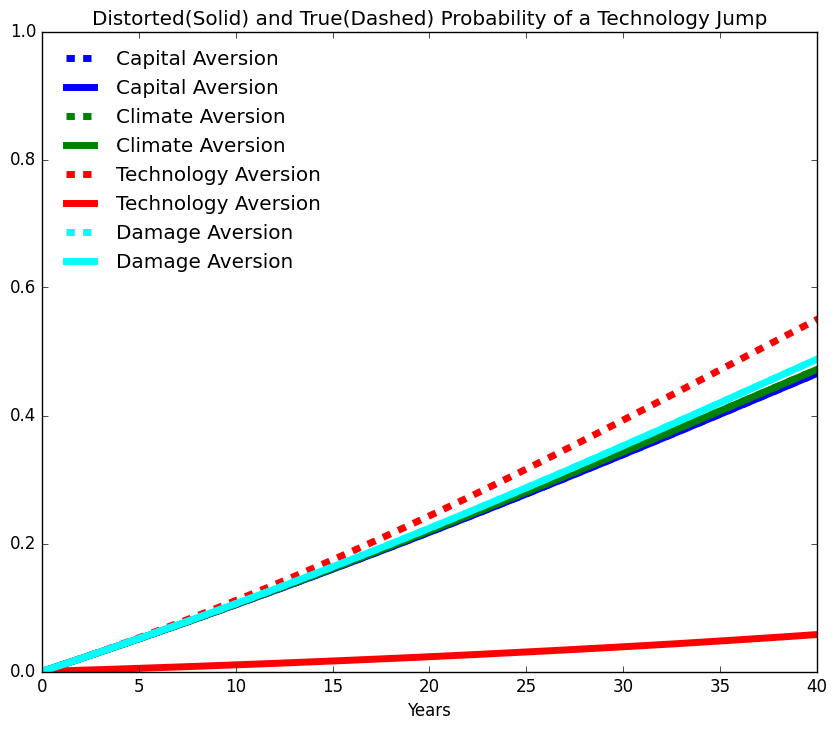 Distorted(Solid) and True(Dashed) Probability of a Technology Jump
1.0
Capital Aversion
Capital Aversion
Climate Aversion
Climate Aversion
Technology Aversion
Technology Aversion
Damage Aversion
Damage Aversion
0.8
0.6
0.4
0.2
0.0
0 5 10 15 20 25 30 35 40
Years